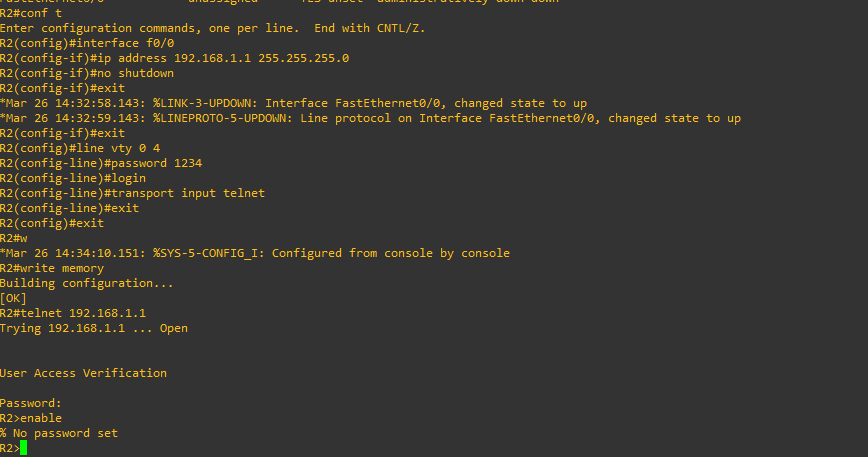 FastEthernet0/0 unassigned YES unset administratively down down
R2#conf t
Enter configuration commands, one per line.  End with CNTL/Z.
R2(config)#interface f0/0
R2(config-if)#ip address 192.168.1.1 255.255.255.0
R2(config-if)#no shutdown
R2(config-if)#exit
*Mar 26 14:32:58.143: %LINK-3-UPDOWN: Interface FastEthernet0/0, changed state to up
*Mar 26 14:32:59.143: %LINEPROTO-5-UPDOWN: Line protocol on Interface FastEthernet0/0, changed state to up
R2(config-if)#exit
R2(config)#line vty 0 4
R2(config-line)#password 1234
R2(config-line)#login
R2(config-line)#transport input telnet
R2(config-line)#exit
R2(config)#exit
R2#w
*Mar 26 14:34:10.151: %SYS-5-CONFIG_I: Configured from console by console
R2#write memory
Building configuration...
[OK]
R2#telnet 192.168.1.1
Trying 192.168.1.1 ... Open
User Access Verification
Password:
R2>enable
% No password set
R2>